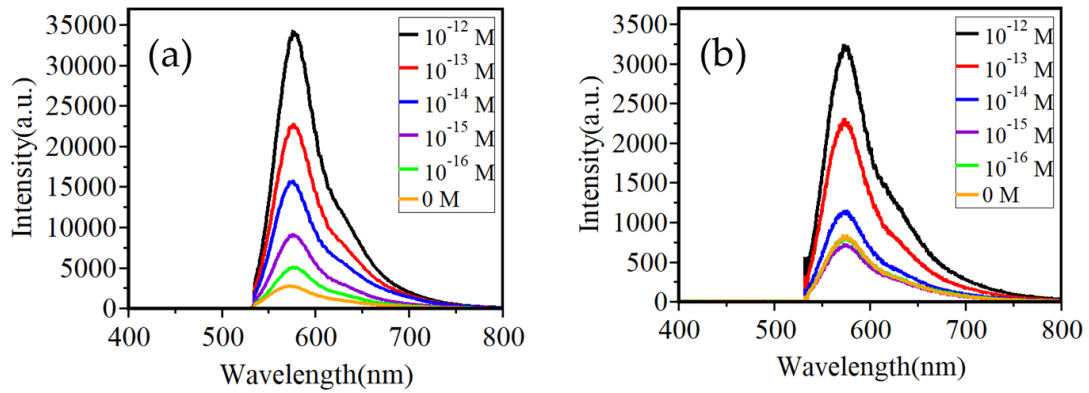 (a)
Intensity(a.u.)
35000
30000
25000
20000
15000
10000
5000
0
400 500 600 700 800
Wavelength(nm)
10⁻¹² M
10⁻¹³ M
10⁻¹⁴ M
10⁻¹⁵ M
10⁻¹⁶ M
0 M
(b)
Intensity(a.u.)
3500
3000
2500
2000
1500
1000
500
0
400 500 600 700 800
Wavelength(nm)
10⁻¹² M
10⁻¹³ M
10⁻¹⁴ M
10⁻¹⁵ M
10⁻¹⁶ M
0 M